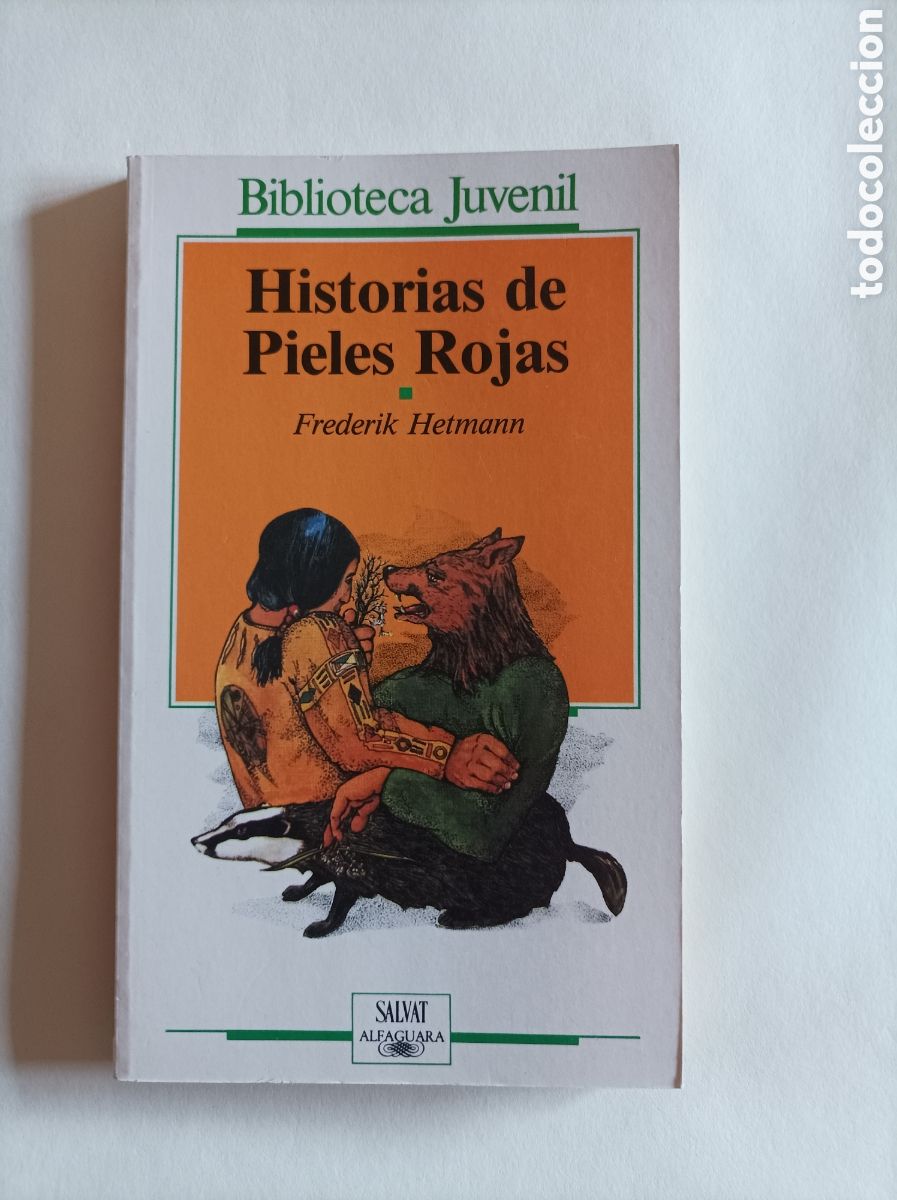 Biblioteca Juvenil
Historias de
Pieles Rojas
Frederik Hetmann
SALVAT
ALFAGUARA
todocoleccion